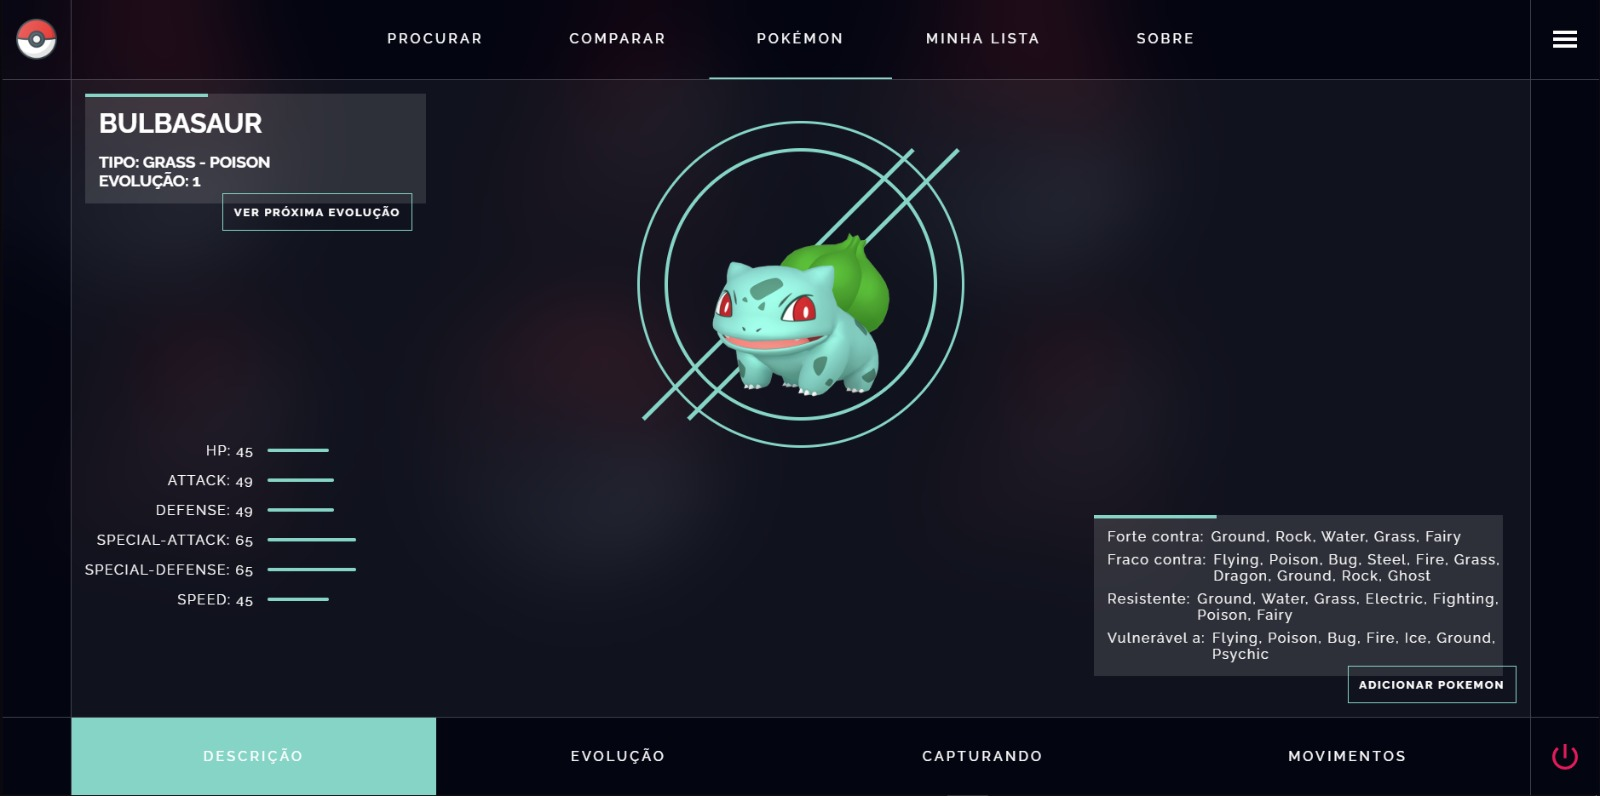 PROCURAR COMPARAR POKÉMON MINHA LISTA SOBRE
BULBASAUR
TIPO: GRASS - POISON
EVOLUÇÃO: 1
VER PRÓXIMA EVOLUÇÃO
HP: 45
ATTACK: 49
DEFENSE: 49
SPECIAL-ATTACK: 65
SPECIAL-DEFENSE: 65
SPEED: 45
Forte contra: Ground, Rock, Water, Grass, Fairy
Fraco contra: Flying, Poison, Bug, Steel, Fire, Grass,
Dragon, Ground, Rock, Ghost
Resistente: Ground, Water, Grass, Electric, Fighting,
Poison, Fairy
Vulnerável a: Flying, Poison, Bug, Fire, Ice, Ground,
Psychic
ADICIONAR POKEMON
DESCRIÇÃO EVOLUÇÃO CAPTURANDO MOVIMENTOS